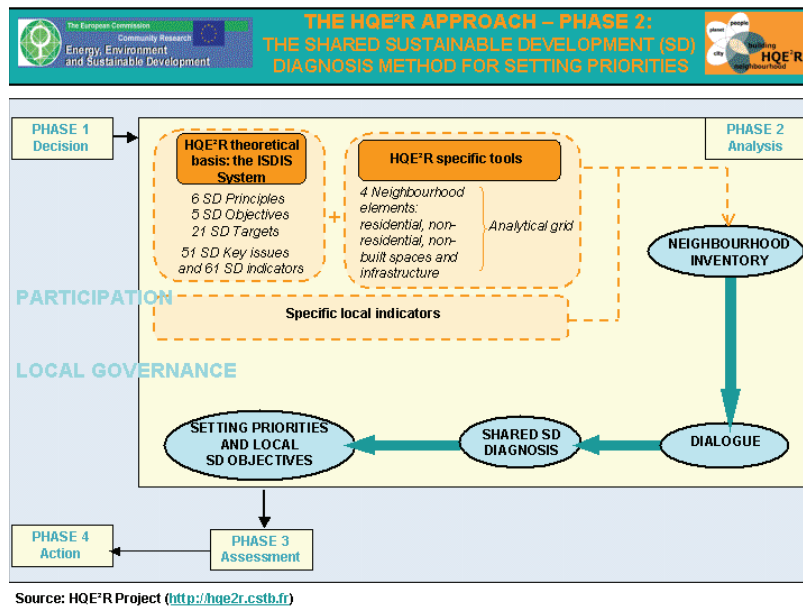 The European Commission
Community Research
Energy, Environment
and Sustainable Development
THE HQE²R APPROACH – PHASE 2:
THE SHARED SUSTAINABLE DEVELOPMENT (SD)
DIAGNOSIS METHOD FOR SETTING PRIORITIES
people
planet
city
building
HQE²R
neighbourhood
PHASE 1
Decision
HQE²R theoretical
basis: the ISDIS
System
6 SD Principles
5 SD Objectives
21 SD Targets
51 SD Key issues
and 61 SD indicators
+
HQE²R specific tools
4 Neighbourhood
elements:
residential, non-
residential, non-
built spaces and
infrastructure
Analytical grid
PHASE 2
Analysis
NEIGHBOURHOOD
INVENTORY
PARTICIPATION
Specific local indicators
LOCAL GOVERNANCE
SETTING PRIORITIES
AND LOCAL
SD OBJECTIVES
SHARED SD
DIAGNOSIS
DIALOGUE
PHASE 4
Action
PHASE 3
Assessment
Source: HQE²R Project (http://hqe2r.cstb.fr)